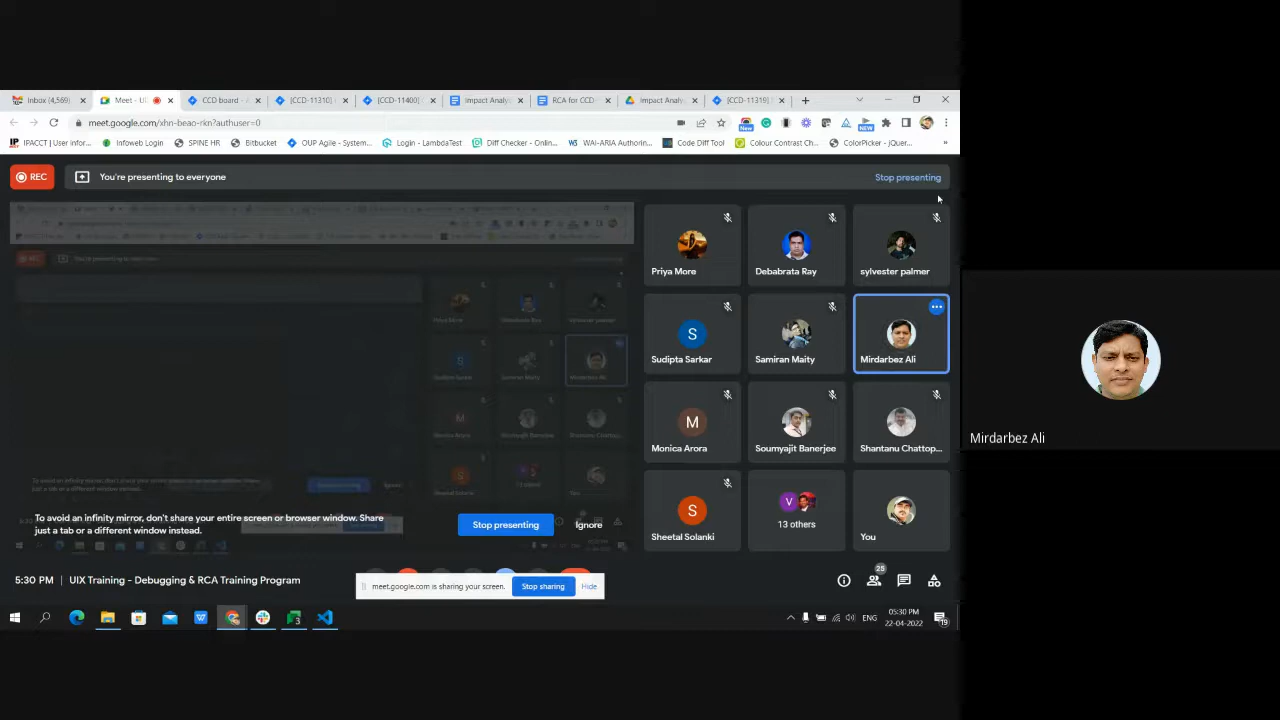 Inbox (4,569)
Meet - UI
CCD board -
[CCD-11310]
[CCD-11400]
Impact Analys
RCA for CCD-
Impact Analys
[CCD-11319]
meet.google.com/xhn-beao-rkn?authuser=0
New
NEW
IPACCT | User infor...
Infoweb Login
SPINE HR
Bitbucket
OUP Agile - System...
Login - LambdaTest
Diff Checker - Onlin...
WAI-ARIA Authorin...
Code Diff Tool
Colour Contrast Ch...
ColorPicker - jQuer...
REC
You're presenting to everyone
Stop presenting
Priya More
Debabrata Ray
sylvester palmer
Sudipta Sarkar
Samiran Maity
Mirdarbez Ali
M
Monica Arora
Soumyajit Banerjee
Shantanu Chattop...
S
Sheetal Solanki
V
13 others
You
S
To avoid an infinity mirror, don't share your entire screen or browser window. Share
just a tab or a different window instead.
Stop presenting
Ignore
5:30 PM | UIX Training - Debugging & RCA Training Program
25
meet.google.com is sharing your screen.
Stop sharing
Hide
ENG
05:30 PM
22-04-2022
19
3
Mirdarbez Ali